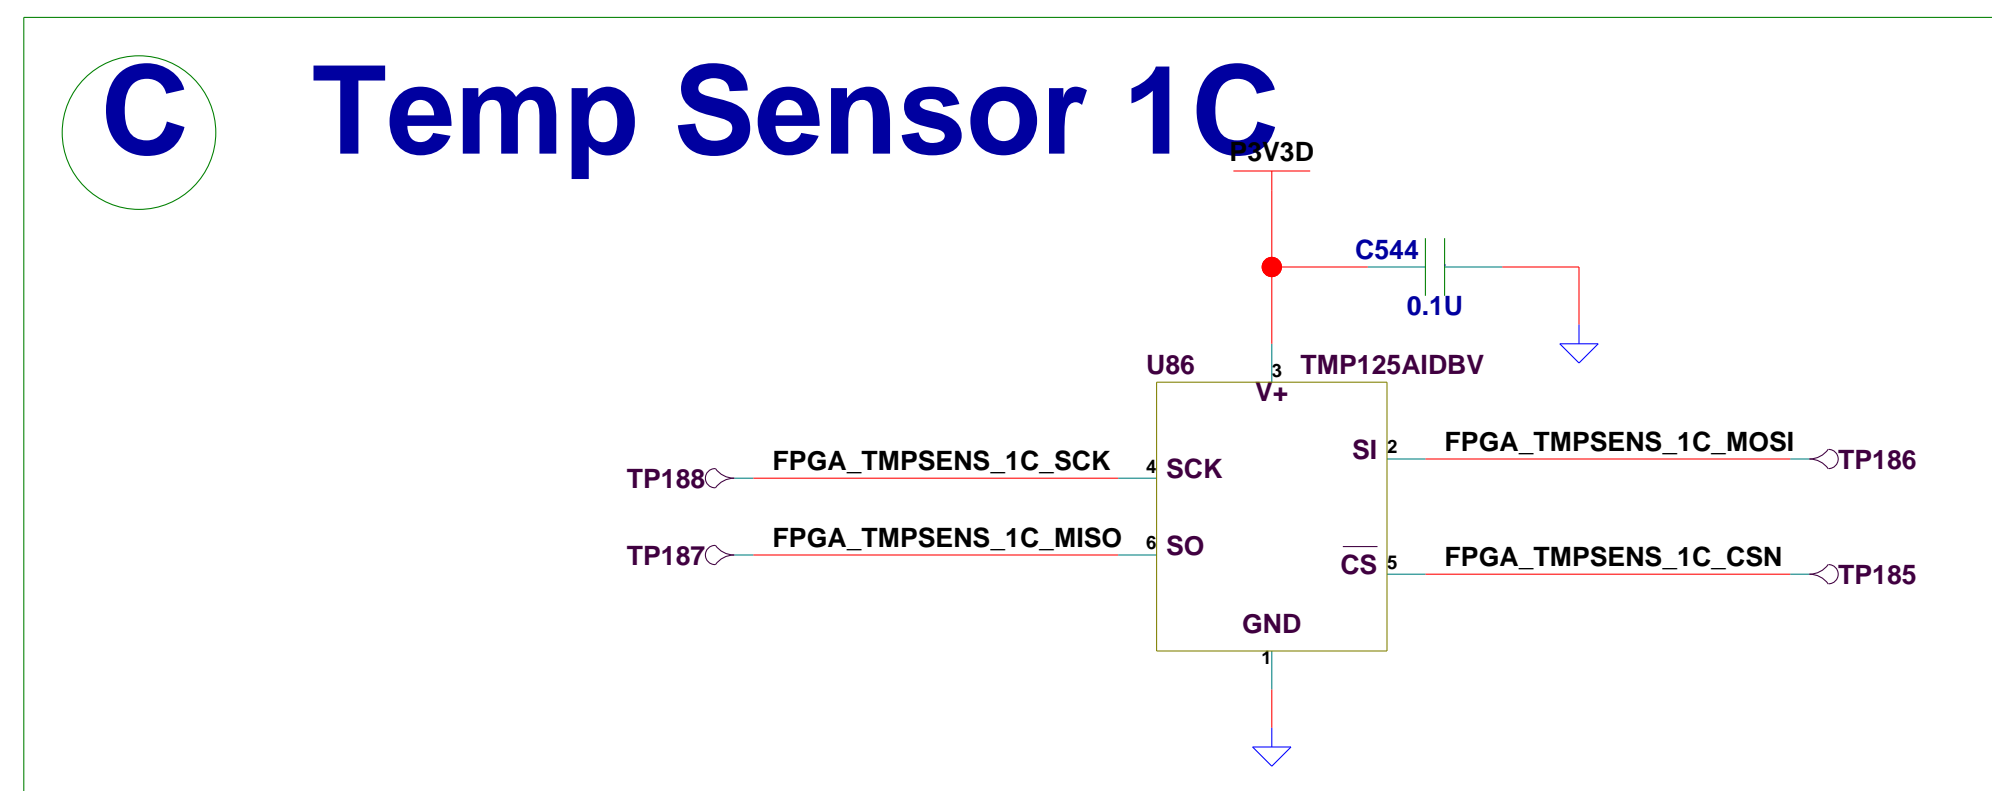 C Temp Sensor 1C
P3V3D
C544
0.1U
U86 TMP125AIDBV
3
V+
FPGA_TMPSENS_1C_SCK
TP188
4 SCK
SI 2
FPGA_TMPSENS_1C_MOSI
TP186
FPGA_TMPSENS_1C_MISO
TP187
6 SO
CS 5
FPGA_TMPSENS_1C_CSN
TP185
GND
1